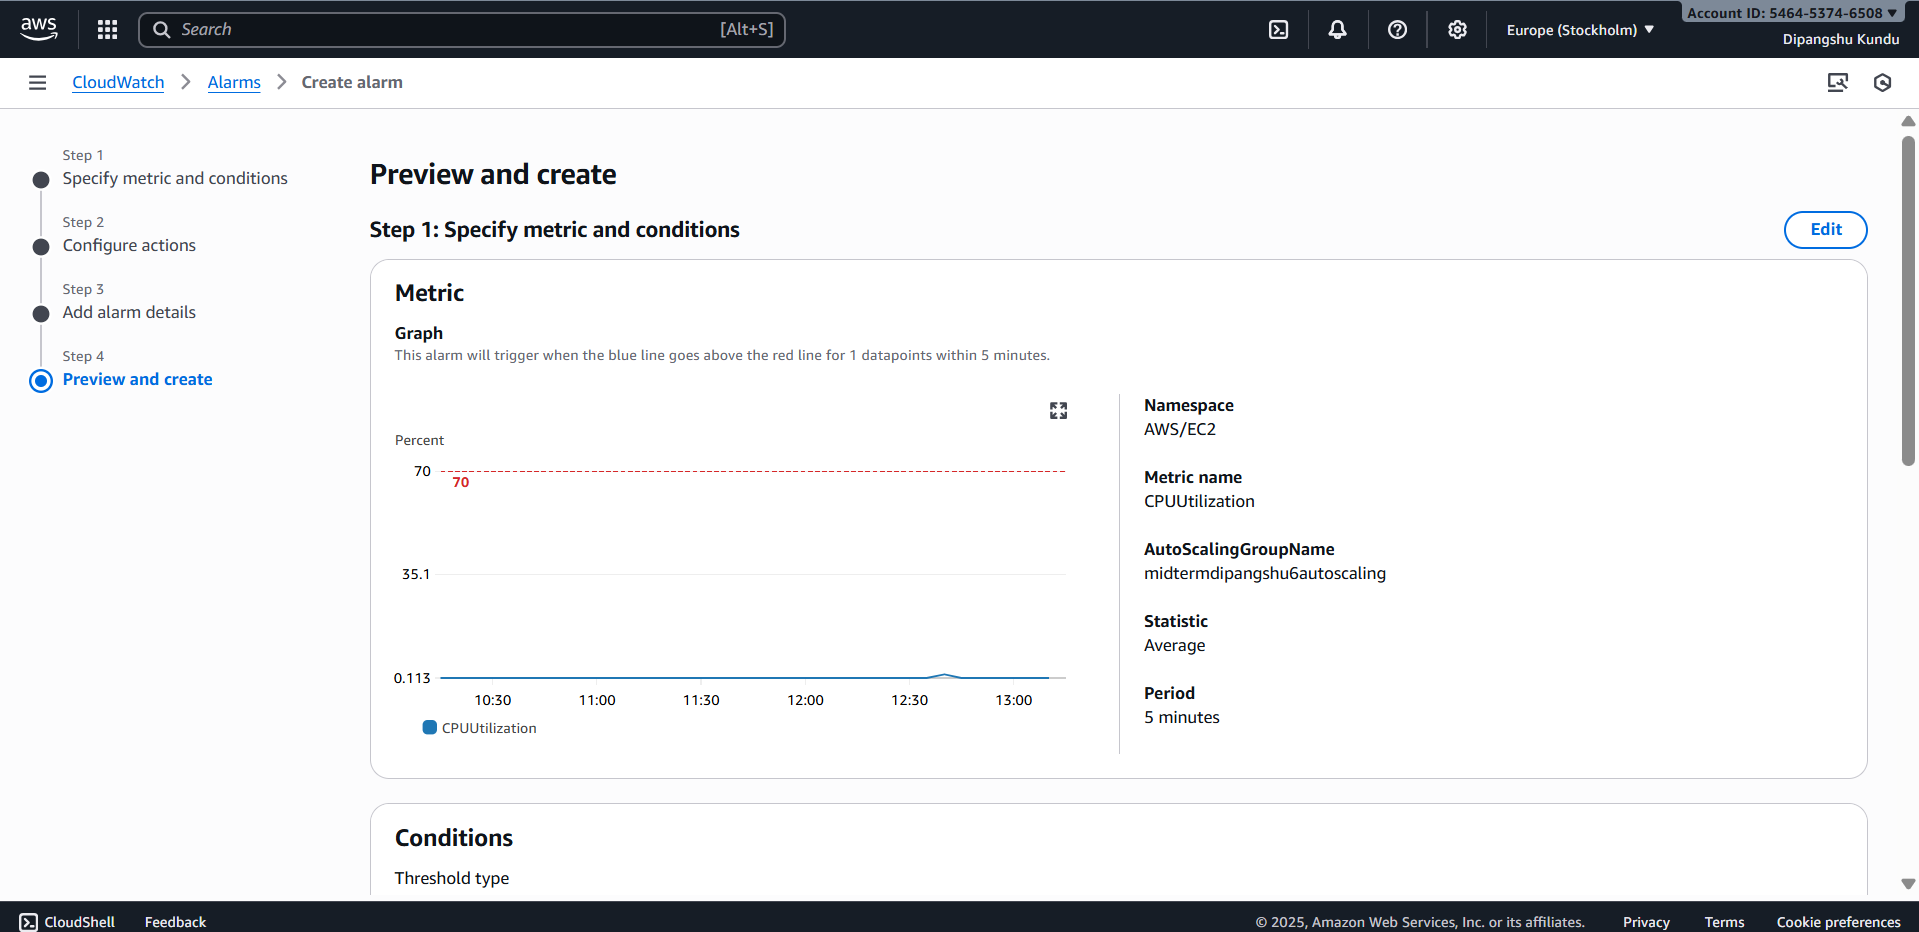 aws
Search [Alt+S]
Europe (Stockholm)
Account ID: 5464-5374-6508
Dipangshu Kundu
CloudWatch
Alarms
Create alarm
Step 1
Specify metric and conditions
Step 2
Configure actions
Step 3
Add alarm details
Step 4
Preview and create
Preview and create
Step 1: Specify metric and conditions
Edit
Metric
Graph
This alarm will trigger when the blue line goes above the red line for 1 datapoints within 5 minutes.
Percent
70
70
35.1
0.113
10:30 11:00 11:30 12:00 12:30 13:00
CPUUtilization
Namespace
AWS/EC2
Metric name
CPUUtilization
AutoScalingGroupName
midtermdipangshu6autoscaling
Statistic
Average
Period
5 minutes
Conditions
Threshold type
CloudShell
Feedback
© 2025, Amazon Web Services, Inc. or its affiliates.
Privacy
Terms
Cookie preferences